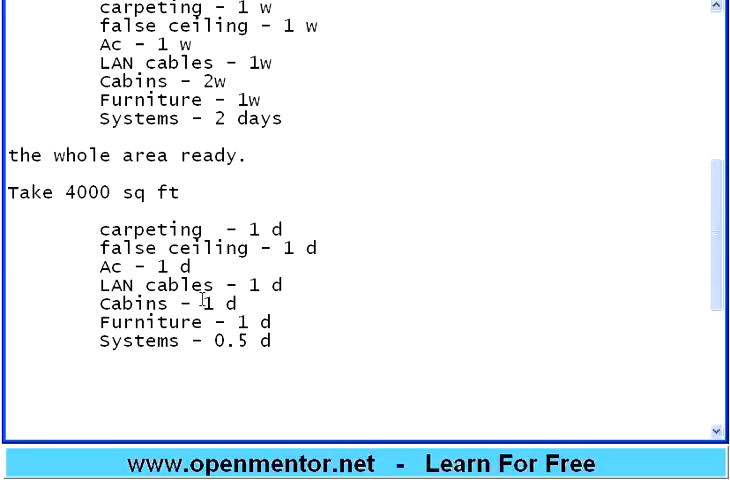 carpeting - 1 w
false ceiling - 1 w
Ac - 1 w
LAN cables - 1w
Cabins - 2w
Furniture - 1w
Systems - 2 days
the whole area ready.
Take 4000 sq ft
carpeting  - 1 d
false ceiling - 1 d
Ac - 1 d
LAN cables - 1 d
Cabins - 1 d
Furniture - 1 d
Systems - 0.5 d
www.openmentor.net - Learn For Free